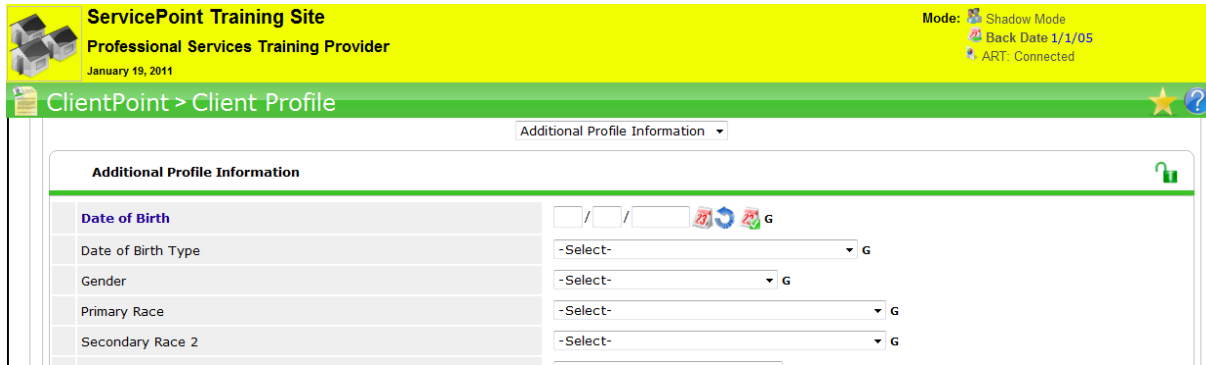 ServicePoint Training Site
Professional Services Training Provider
January 19, 2011
Mode: Shadow Mode
Back Date 1/1/05
ART: Connected
ClientPoint > Client Profile
Additional Profile Information
Additional Profile Information
Date of Birth / / G
Date of Birth Type -Select- G
Gender -Select- G
Primary Race -Select- G
Secondary Race 2 -Select- G